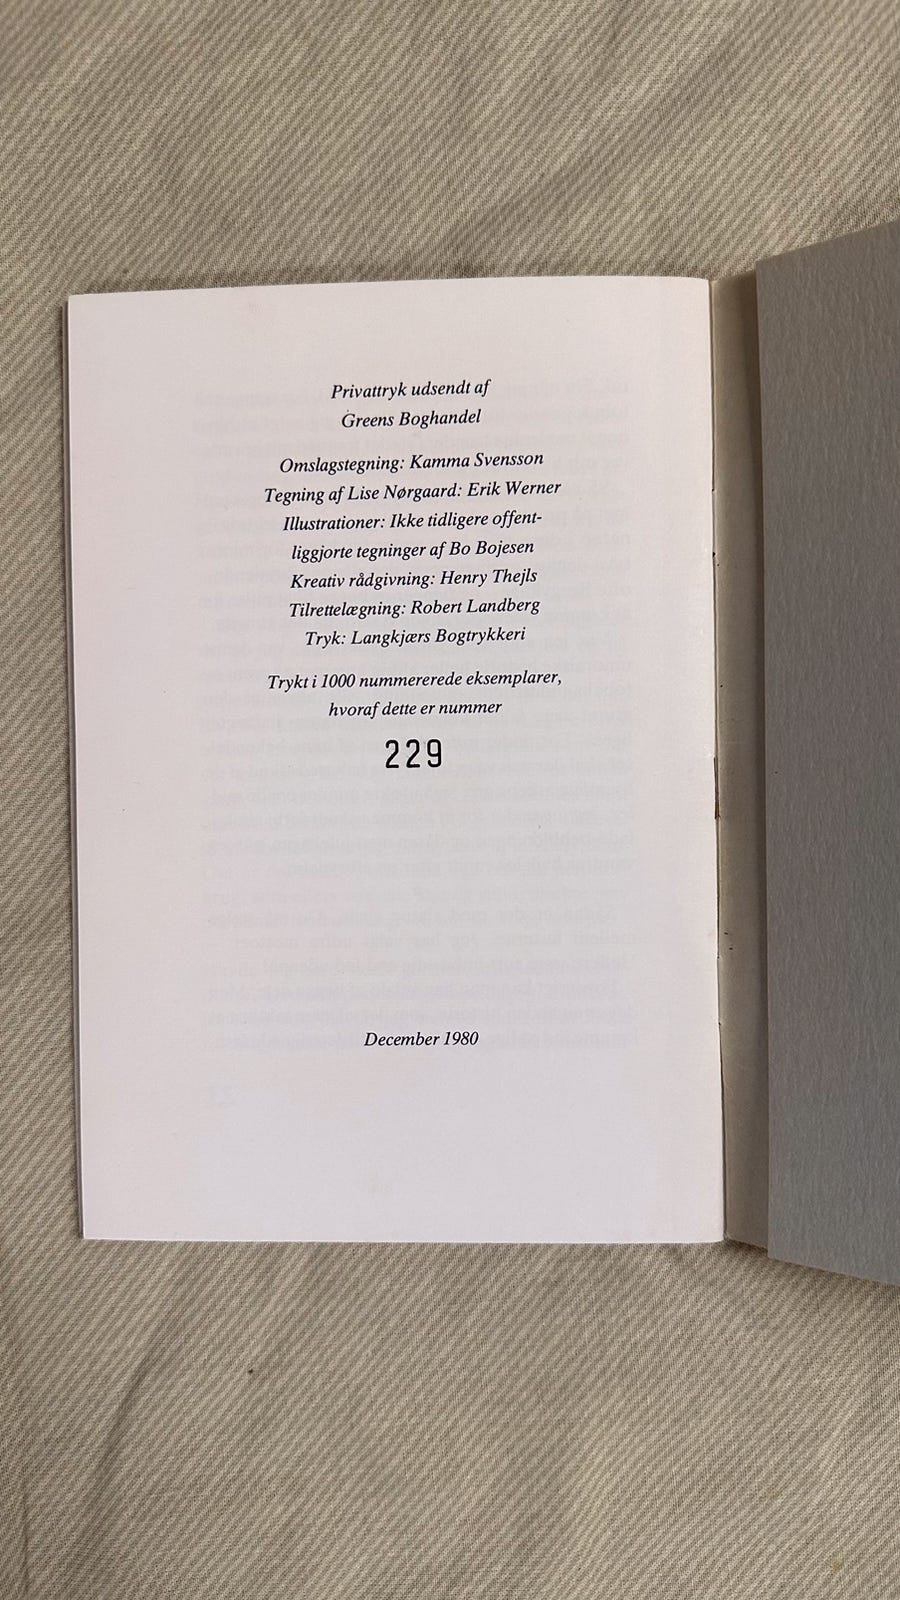 Privattryk udsendt af
Greens Boghandel
Omslagstegning: Kamma Svensson
Tegning af Lise Nørgaard: Erik Werner
Illustrationer: Ikke tidligere offent-
liggjorte tegninger af Bo Bojesen
Kreativ rådgivning: Henry Thejls
Tilrettelægning: Robert Landberg
Tryk: Langkjærs Bogtrykkeri
Trykt i 1000 nummererede eksemplarer,
hvoraf dette er nummer
229
December 1980